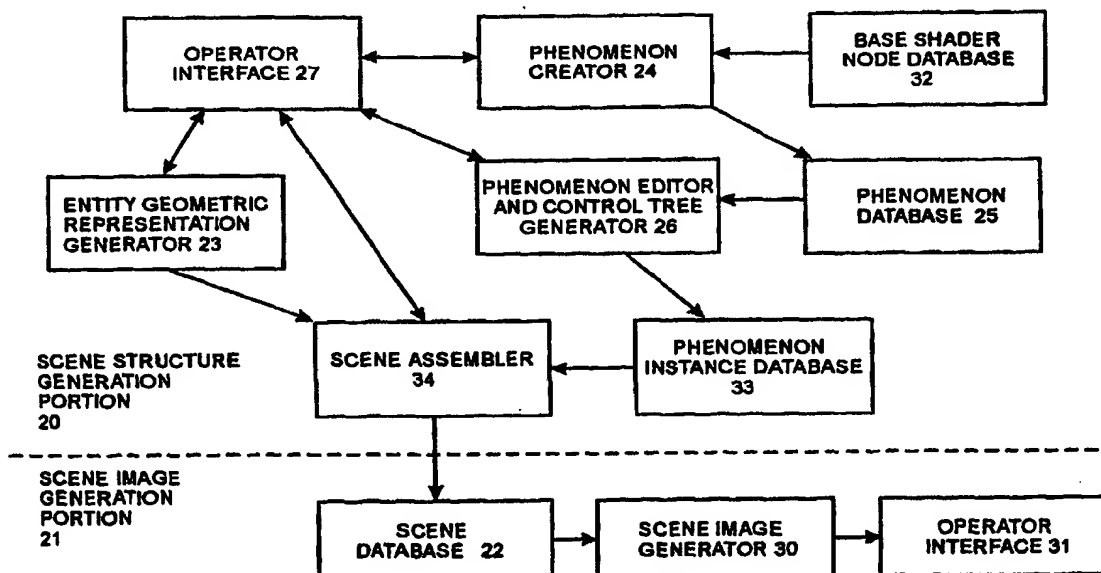 OPERATOR
INTERFACE 27
PHENOMENON
CREATOR 24
BASE SHADER
NODE DATABASE
32
ENTITY GEOMETRIC
REPRESENTATION
GENERATOR 23
PHENOMENON EDITOR
AND CONTROL TREE
GENERATOR 26
PHENOMENON
DATABASE 25
SCENE STRUCTURE
GENERATION
PORTION
20
SCENE ASSEMBLER
34
PHENOMENON
INSTANCE DATABASE
33
SCENE IMAGE
GENERATION
PORTION
21
SCENE
DATABASE 22
SCENE IMAGE
GENERATOR 30
OPERATOR
INTERFACE 31